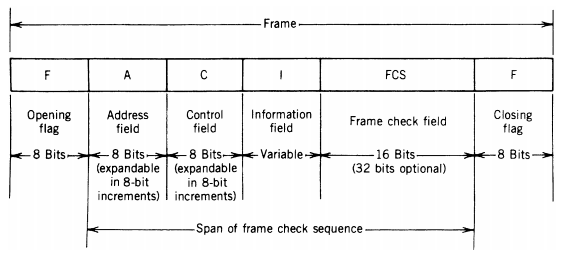 Frame
F A C I FCS F
Opening flag
Address field
Control field
Information field
Frame check field
Closing flag
8 Bits
8 Bits (expandable in 8-bit increments)
8 Bits (expandable in 8-bit increments)
Variable
16 Bits (32 bits optional)
8 Bits
Span of frame check sequence